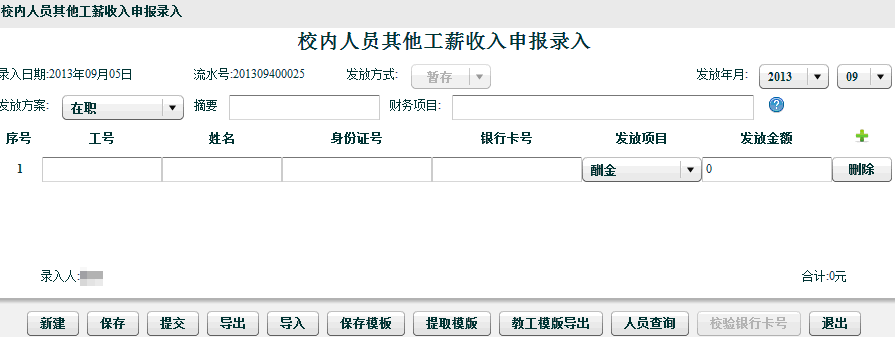 校内人员其他工薪收入申报录入
校内人员其他工薪收入申报录入
录入日期:2013年09月05日 流水号:201309400025 发放方式: 暂存 发放年月: 2013 09
发放方案: 在职 摘要 财务项目: ?
序号 工号 姓名 身份证号 银行卡号 发放项目 发放金额
1 酬金 0 删除
录入人: 合计:0元
新建 保存 提交 导出 导入 保存模板 提取模版 教工模版导出 人员查询 校验银行卡号 退出